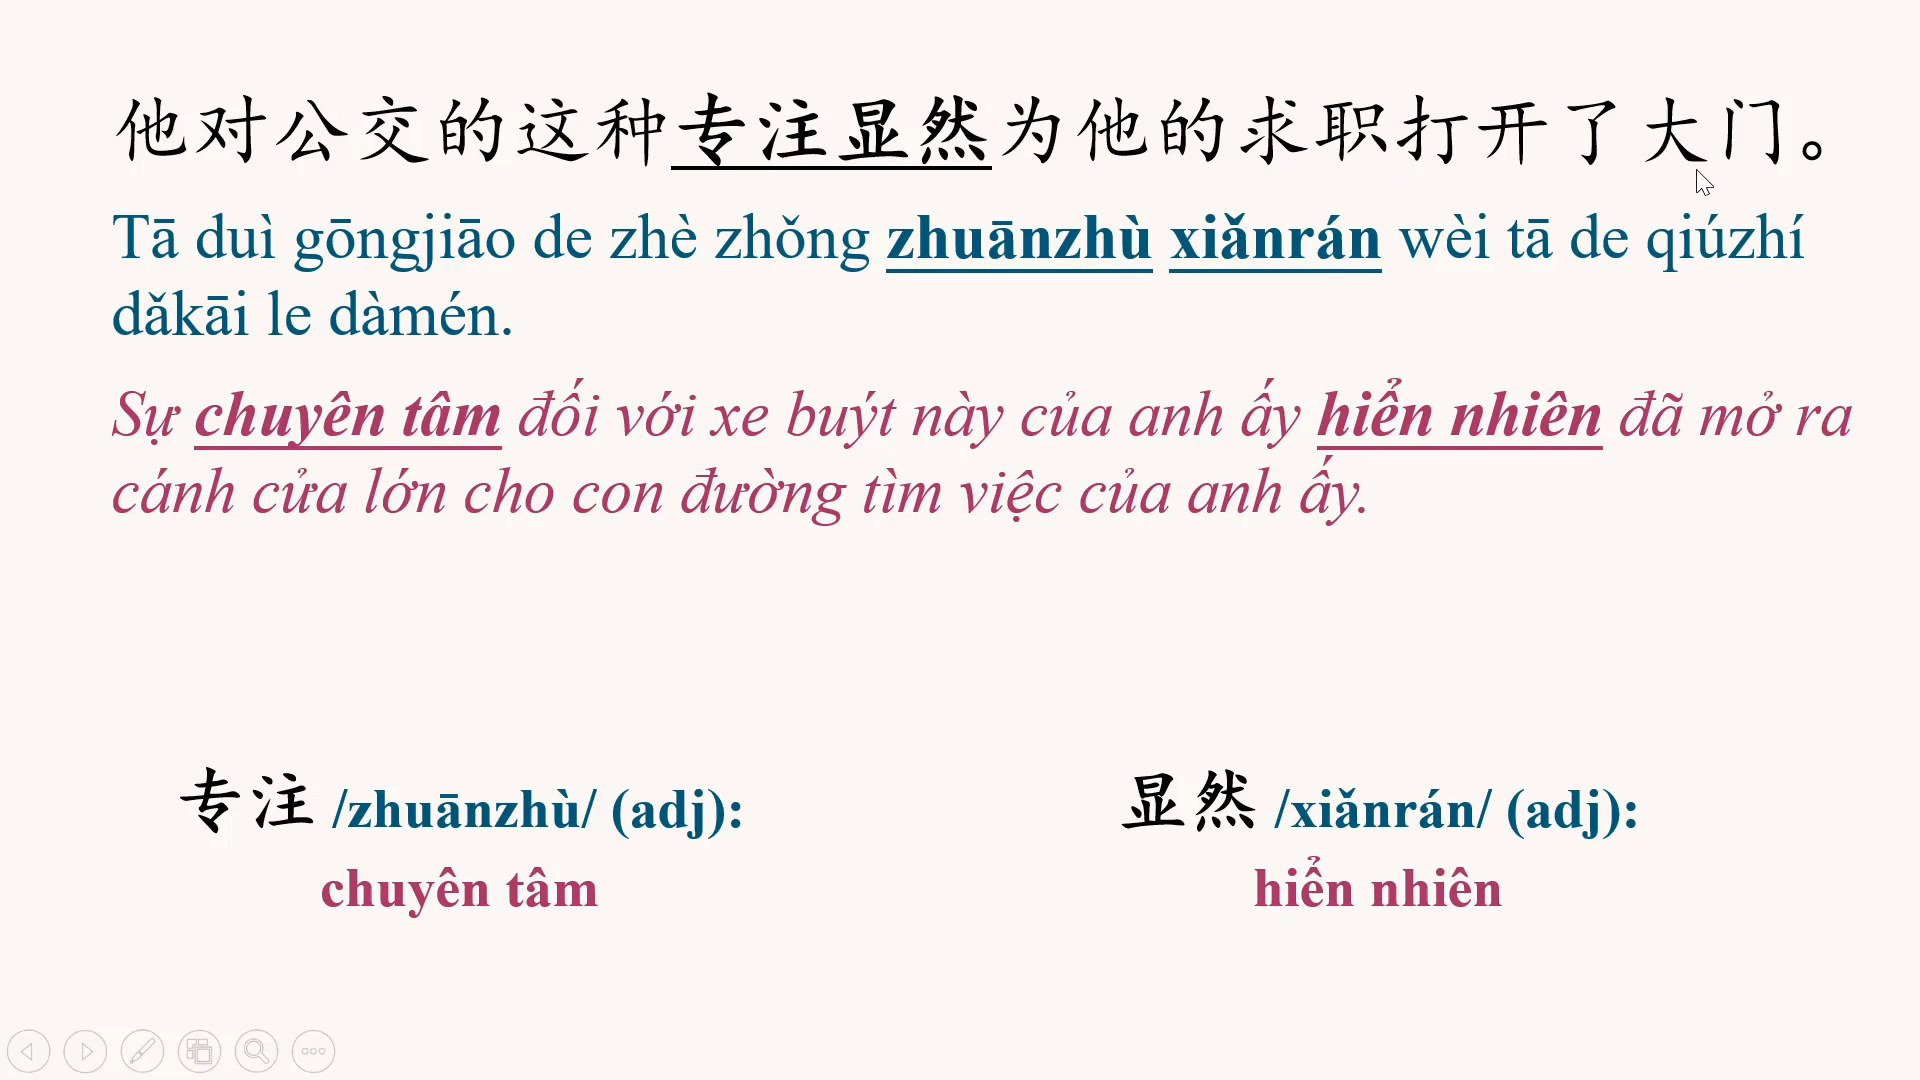 他对公交的这种专注显然为他的求职打开了大门。
Tā duì gōngjiāo de zhè zhǒng zhuānzhù xiǎnrán wèi tā de qiúzhí
dǎkāi le dàmén.
Sự chuyên tâm đối với xe buýt này của anh ấy hiển nhiên đã mở ra
cánh cửa lớn cho con đường tìm việc của anh ấy.
专注 /zhuānzhù/ (adj):
chuyên tâm
显然 /xiǎnrán/ (adj):
hiển nhiên